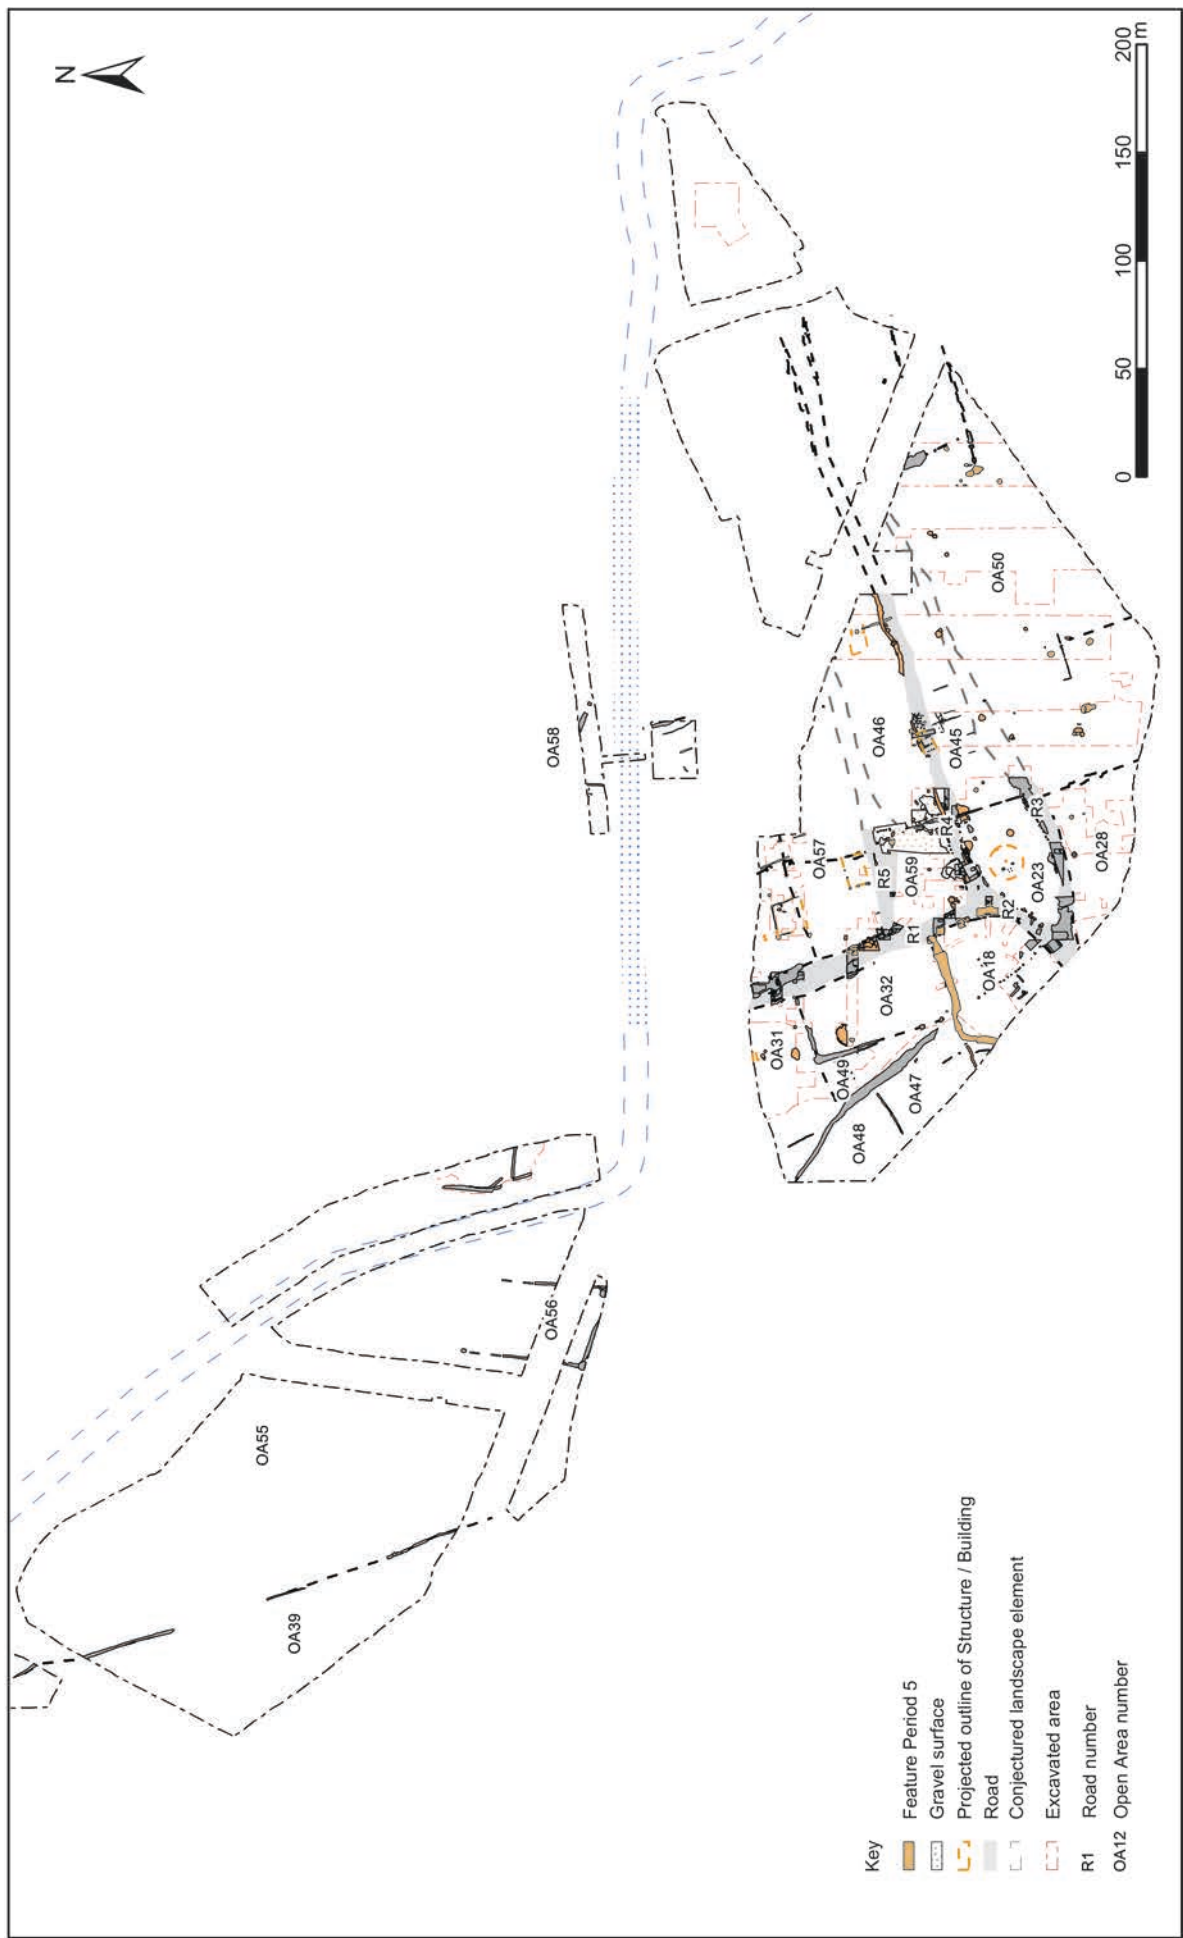 N
OA58
OA55
OA56
OA39
OA57
OA46
OA45
OA50
OA31
OA32
OA49
OA47
OA48
OA18
OA59
OA23
OA28
R1
R2
R3
R4
R5
0 50 100 150 200 m
Key
Feature Period 5
Gravel surface
Projected outline of Structure / Building
Road
Conjectured landscape element
Excavated area
R1 Road number
OA12 Open Area number